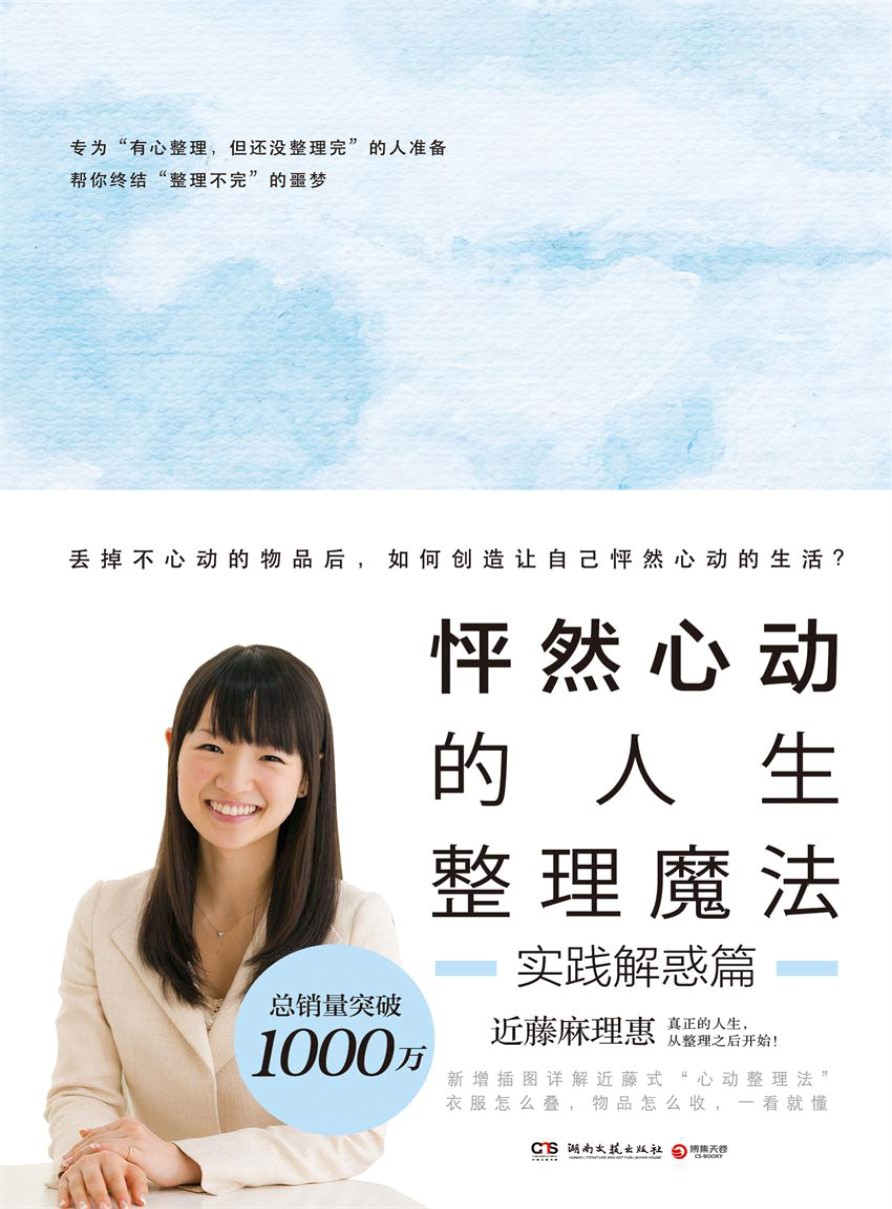 专为“有心整理，但还没整理完”的人准备
帮你终结“整理不完”的噩梦
丢掉不心动的物品后，如何创造让自己怦然心动的生活？
怦然心动
的人生
整理魔法
实践解惑篇
近藤麻理惠
真正的人生，
从整理之后开始！
总销量突破
1000万
新增插图详解近藤式“心动整理法”
衣服怎么叠，物品怎么收，一看就懂
湖南文艺出版社
HUNAN LITERATURE AND ART PUBLISHING HOUSE
博集天卷
CS-BOOKY